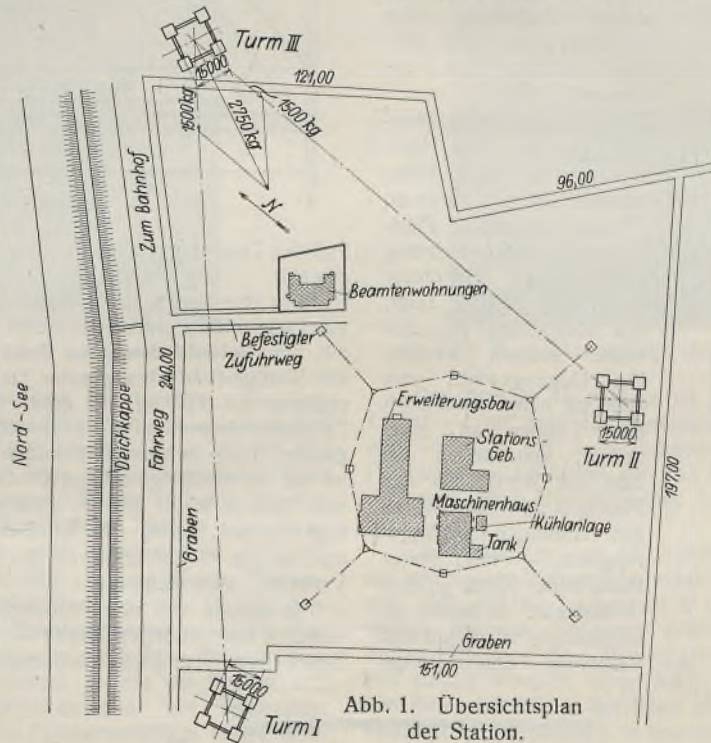 Turm III
15000
121,00
1500 kg
2750 kg
1500 kg
96,00
N
Zum Bahnhof
Beamtenwohnungen
Befestigter
Zufuhrweg
Nord-See
Deichkappe
Fahrweg
240,00
Graben
Erweiterungsbau
Stations
Geb.
15000
Turm II
197,00
Maschinenhaus
Kühlanlage
Tank
Graben
151,00
15000
Turm I
Abb. 1. Übersichtsplan
der Station.